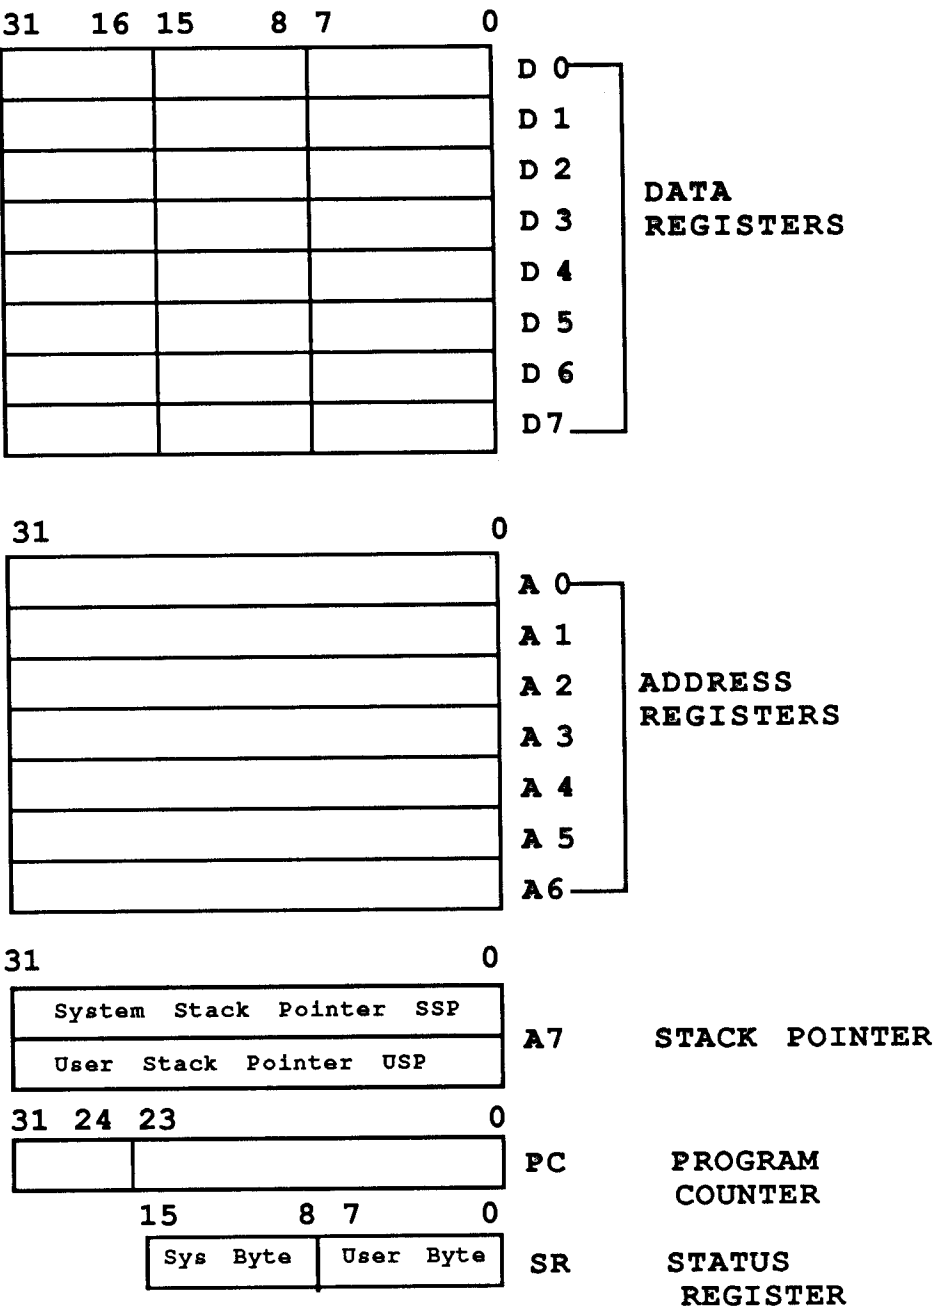 31 16 15 8 7 0
D 0
D 1
D 2
DATA
REGISTERS
D 3
D 4
D 5
D 6
D7
31 0
A 0
A 1
A 2
ADDRESS
REGISTERS
A 3
A 4
A 5
A6
31 0
System Stack Pointer SSP
User Stack Pointer USP
A7 STACK POINTER
31 24 23 0
PC PROGRAM
COUNTER
15 8 7 0
Sys Byte User Byte
SR STATUS
REGISTER